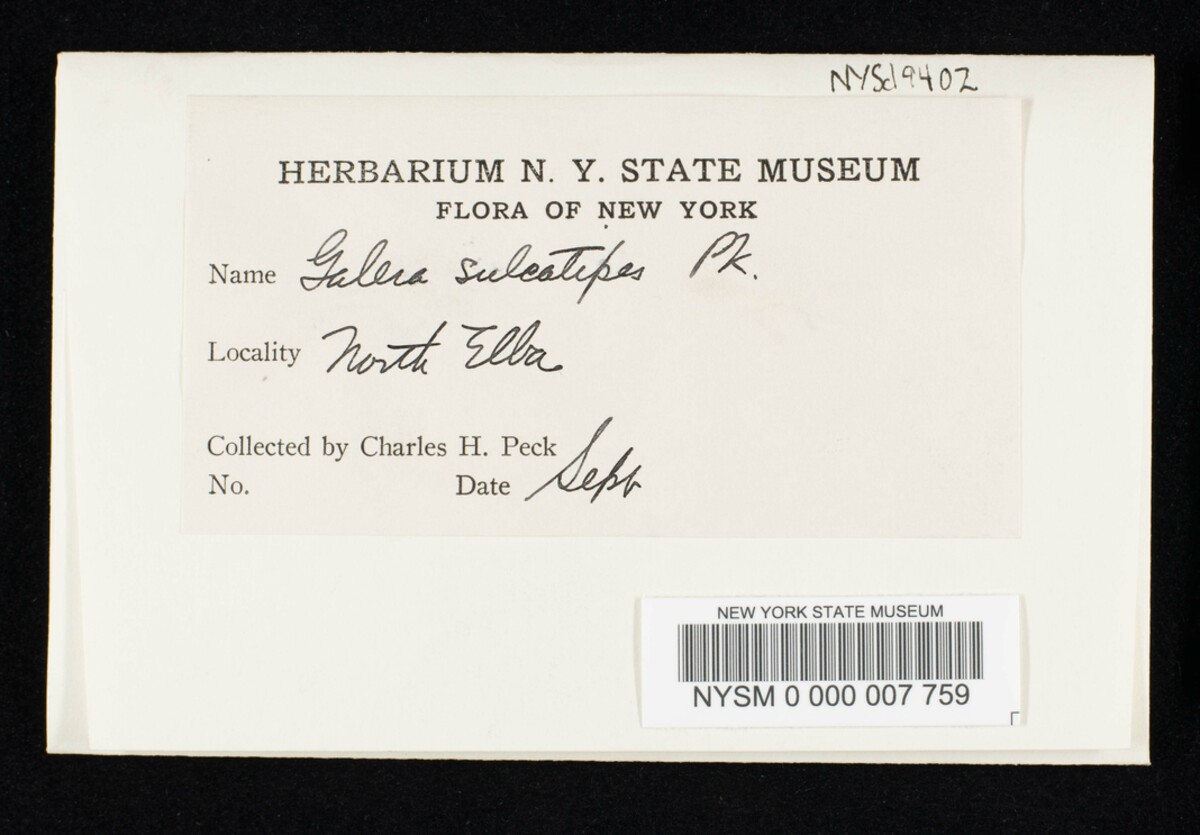 NYSd9402
HERBARIUM N. Y. STATE MUSEUM
FLORA OF NEW YORK
Name Galera sulcatipes Pk.
Locality North Elba
Collected by Charles H. Peck
No. Date Sept
NEW YORK STATE MUSEUM
NYSM 0 000 007 759